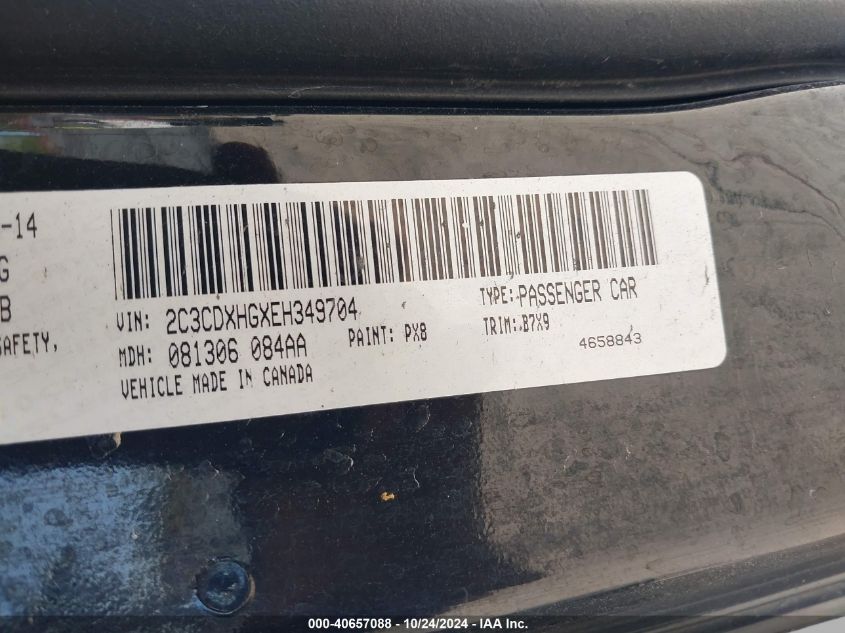 -14
G
B
AFETY,
VIN: 2C3CDXHGXEH349704
TYPE: PASSENGER CAR
MDH: 081306 084AA
PAINT: PX8
TRIM: B7X9
VEHICLE MADE IN CANADA
4658843
000-40657088 - 10/24/2024 - IAA Inc.